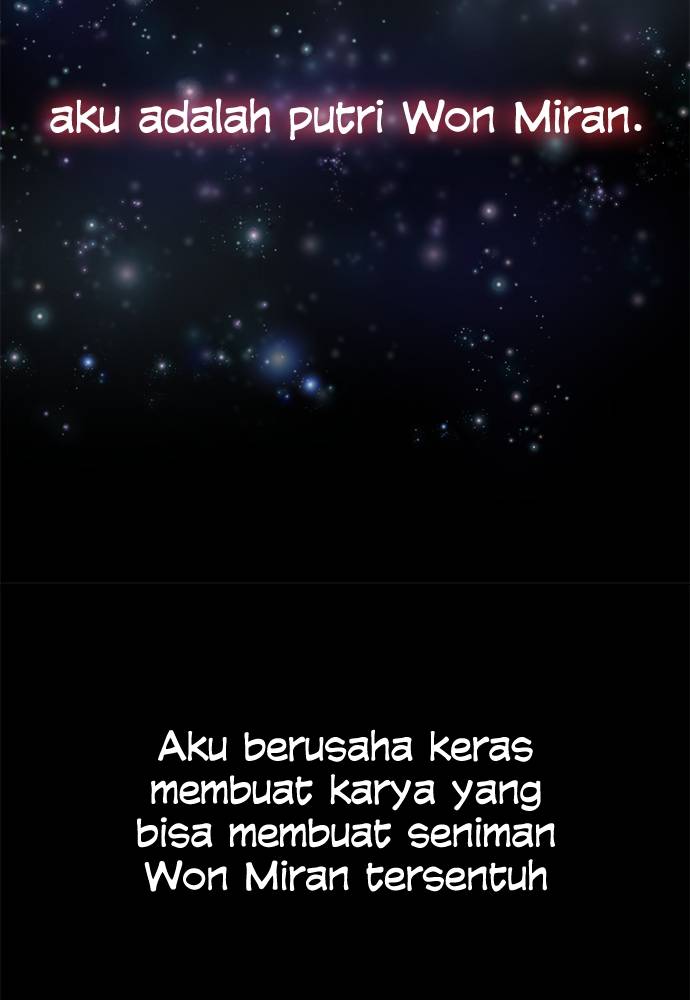 aku adalah putri Won Miran.
Aku berusaha keras
membuat karya yang
bisa membuat seniman
Won Miran tersentuh